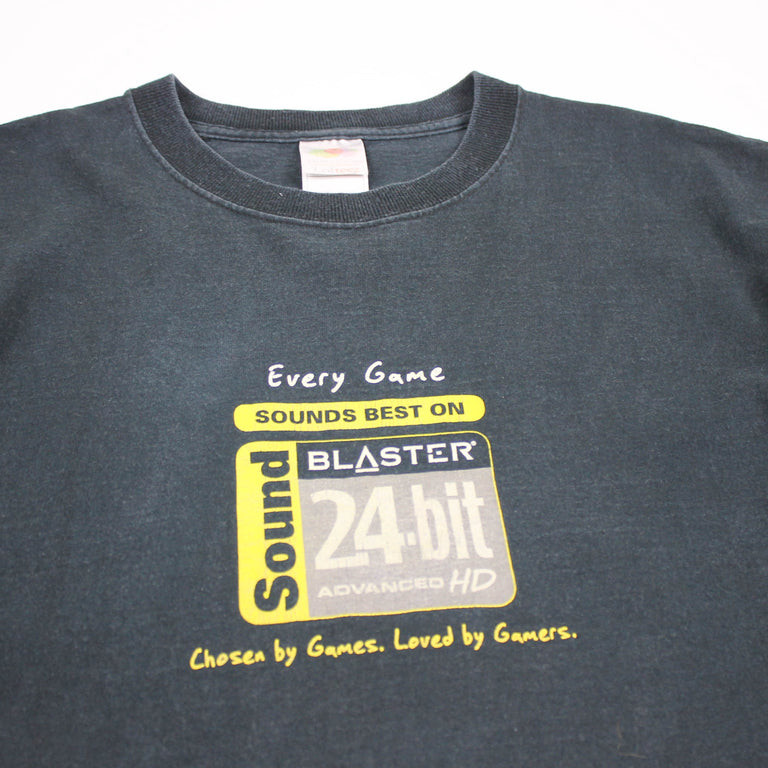 Every Game
SOUNDS BEST ON
Sound
BLASTER®
24-bit
ADVANCED HD
Chosen by Games. Loved by Gamers.